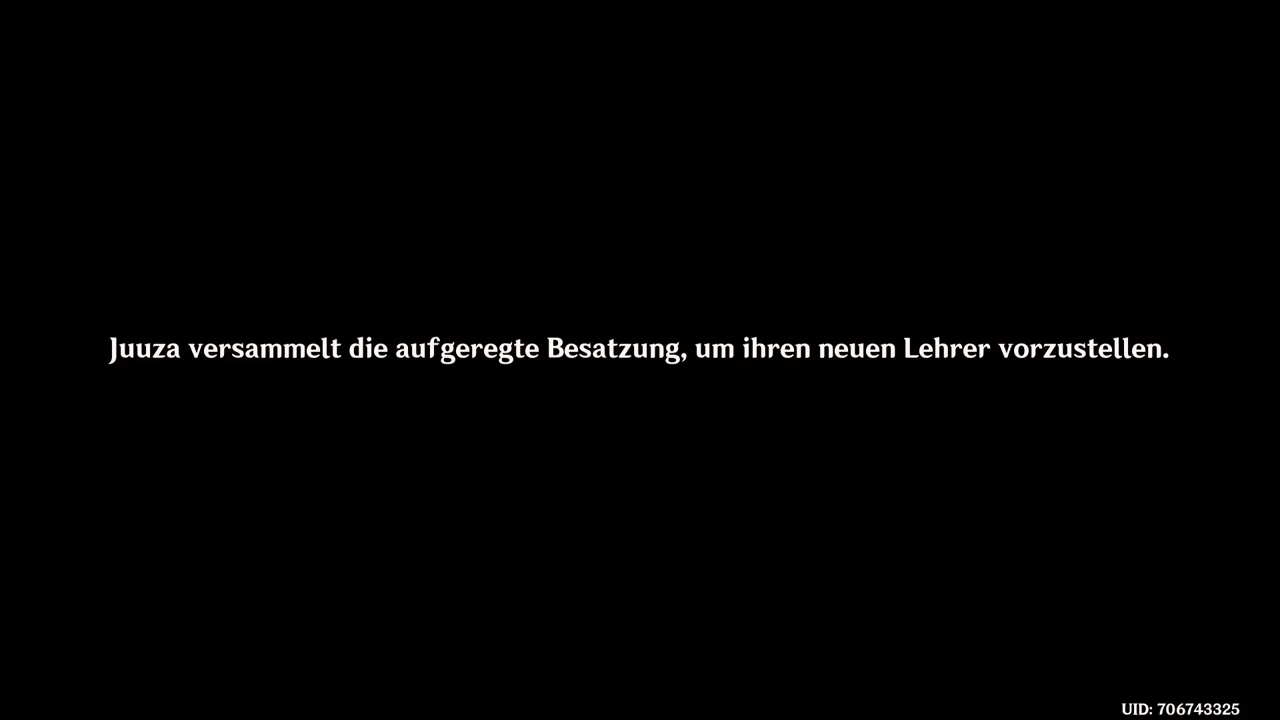 Juuza versammelt die aufgeregte Besatzung, um ihren neuen Lehrer vorzustellen.
UID: 706743325